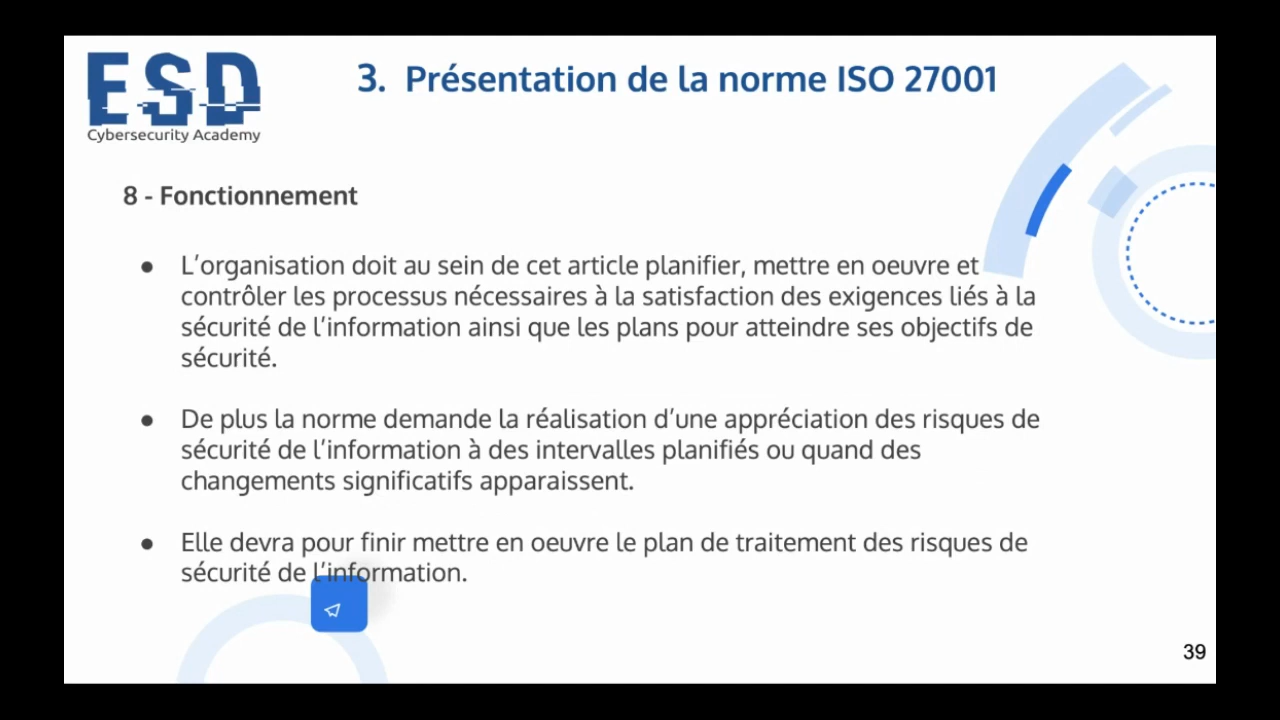 ESD
Cybersecurity Academy
3. Présentation de la norme ISO 27001
8 - Fonctionnement
● L’organisation doit au sein de cet article planifier, mettre en oeuvre et
contrôler les processus nécessaires à la satisfaction des exigences liés à la
sécurité de l’information ainsi que les plans pour atteindre ses objectifs de
sécurité.
● De plus la norme demande la réalisation d’une appréciation des risques de
sécurité de l’information à des intervalles planifiés ou quand des
changements significatifs apparaissent.
● Elle devra pour finir mettre en oeuvre le plan de traitement des risques de
sécurité de l’information.
39